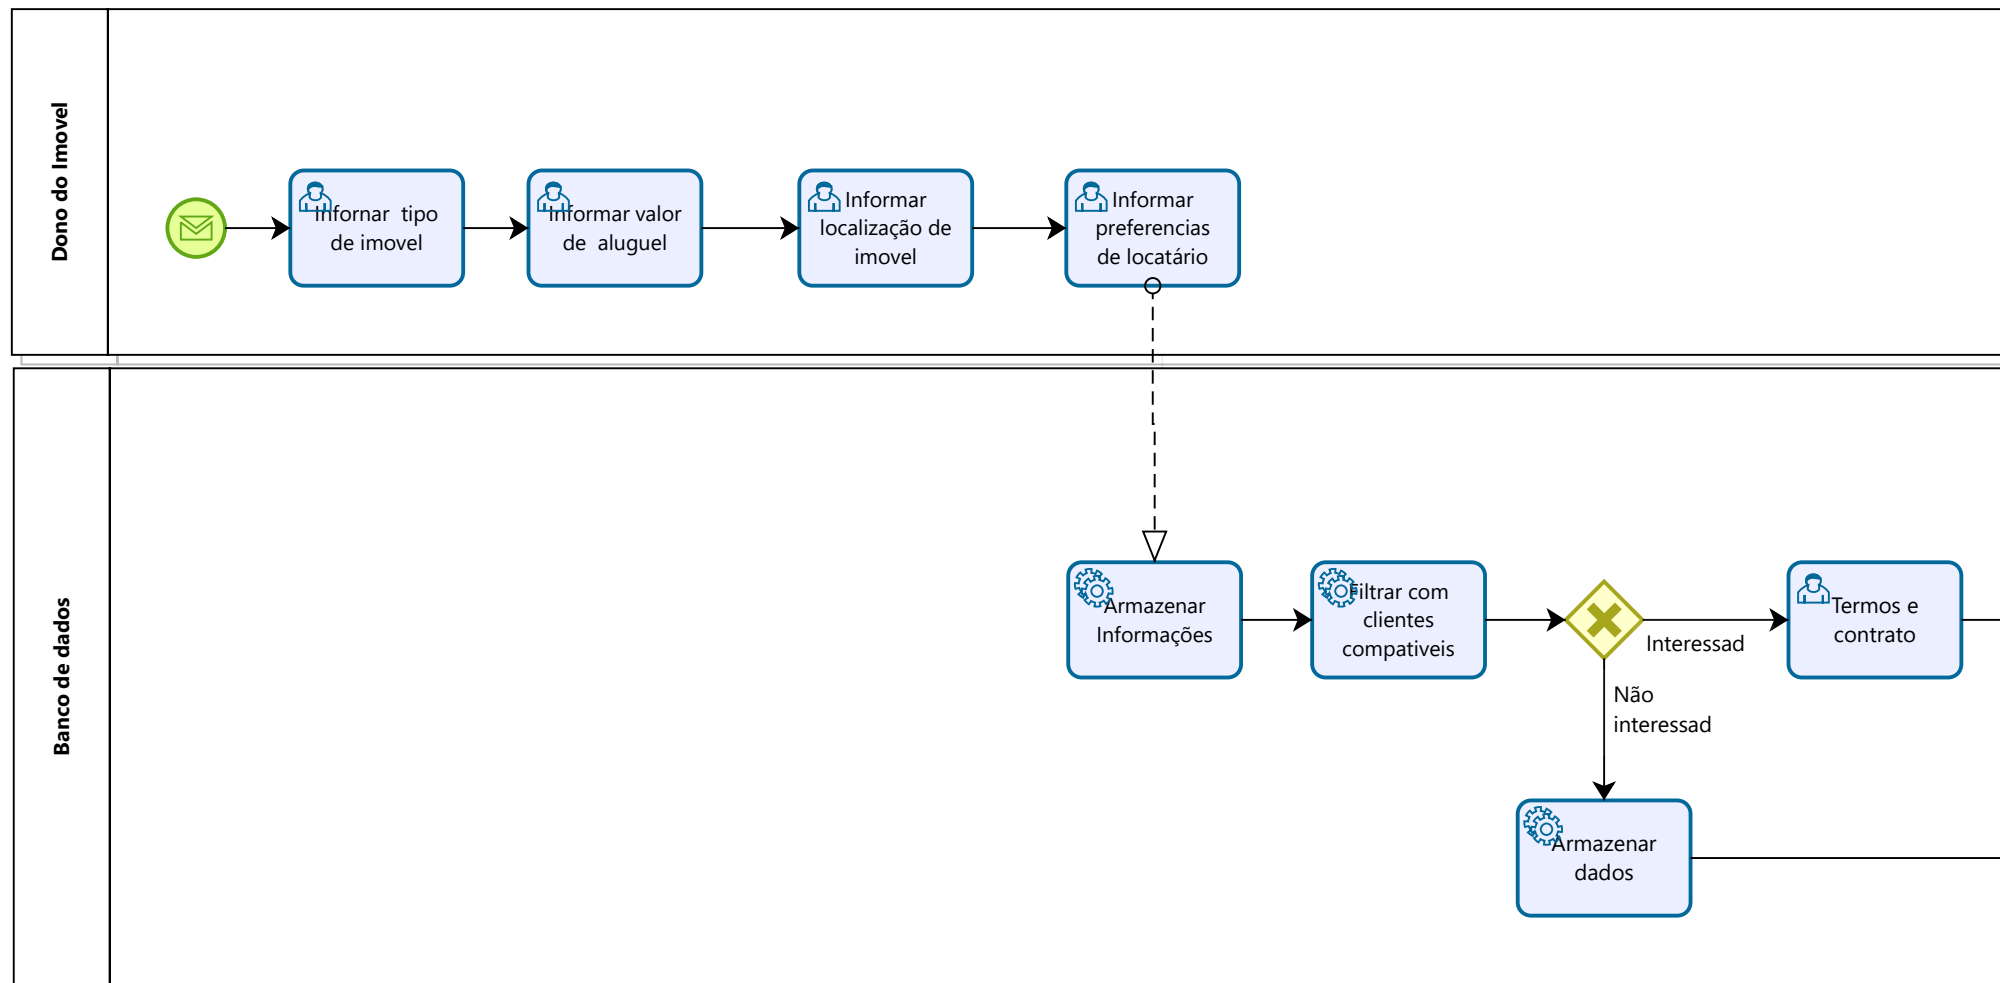 Dono do Imovel
Infornar tipo
de imovel
Informar valor
de aluguel
Informar
localização de
imovel
Informar
preferencias
de locatário
Banco de dados
Armazenar
Informações
Filtrar com
clientes
compativeis
Interessad
Termos e
contrato
Não
interessad
Armazenar
dados